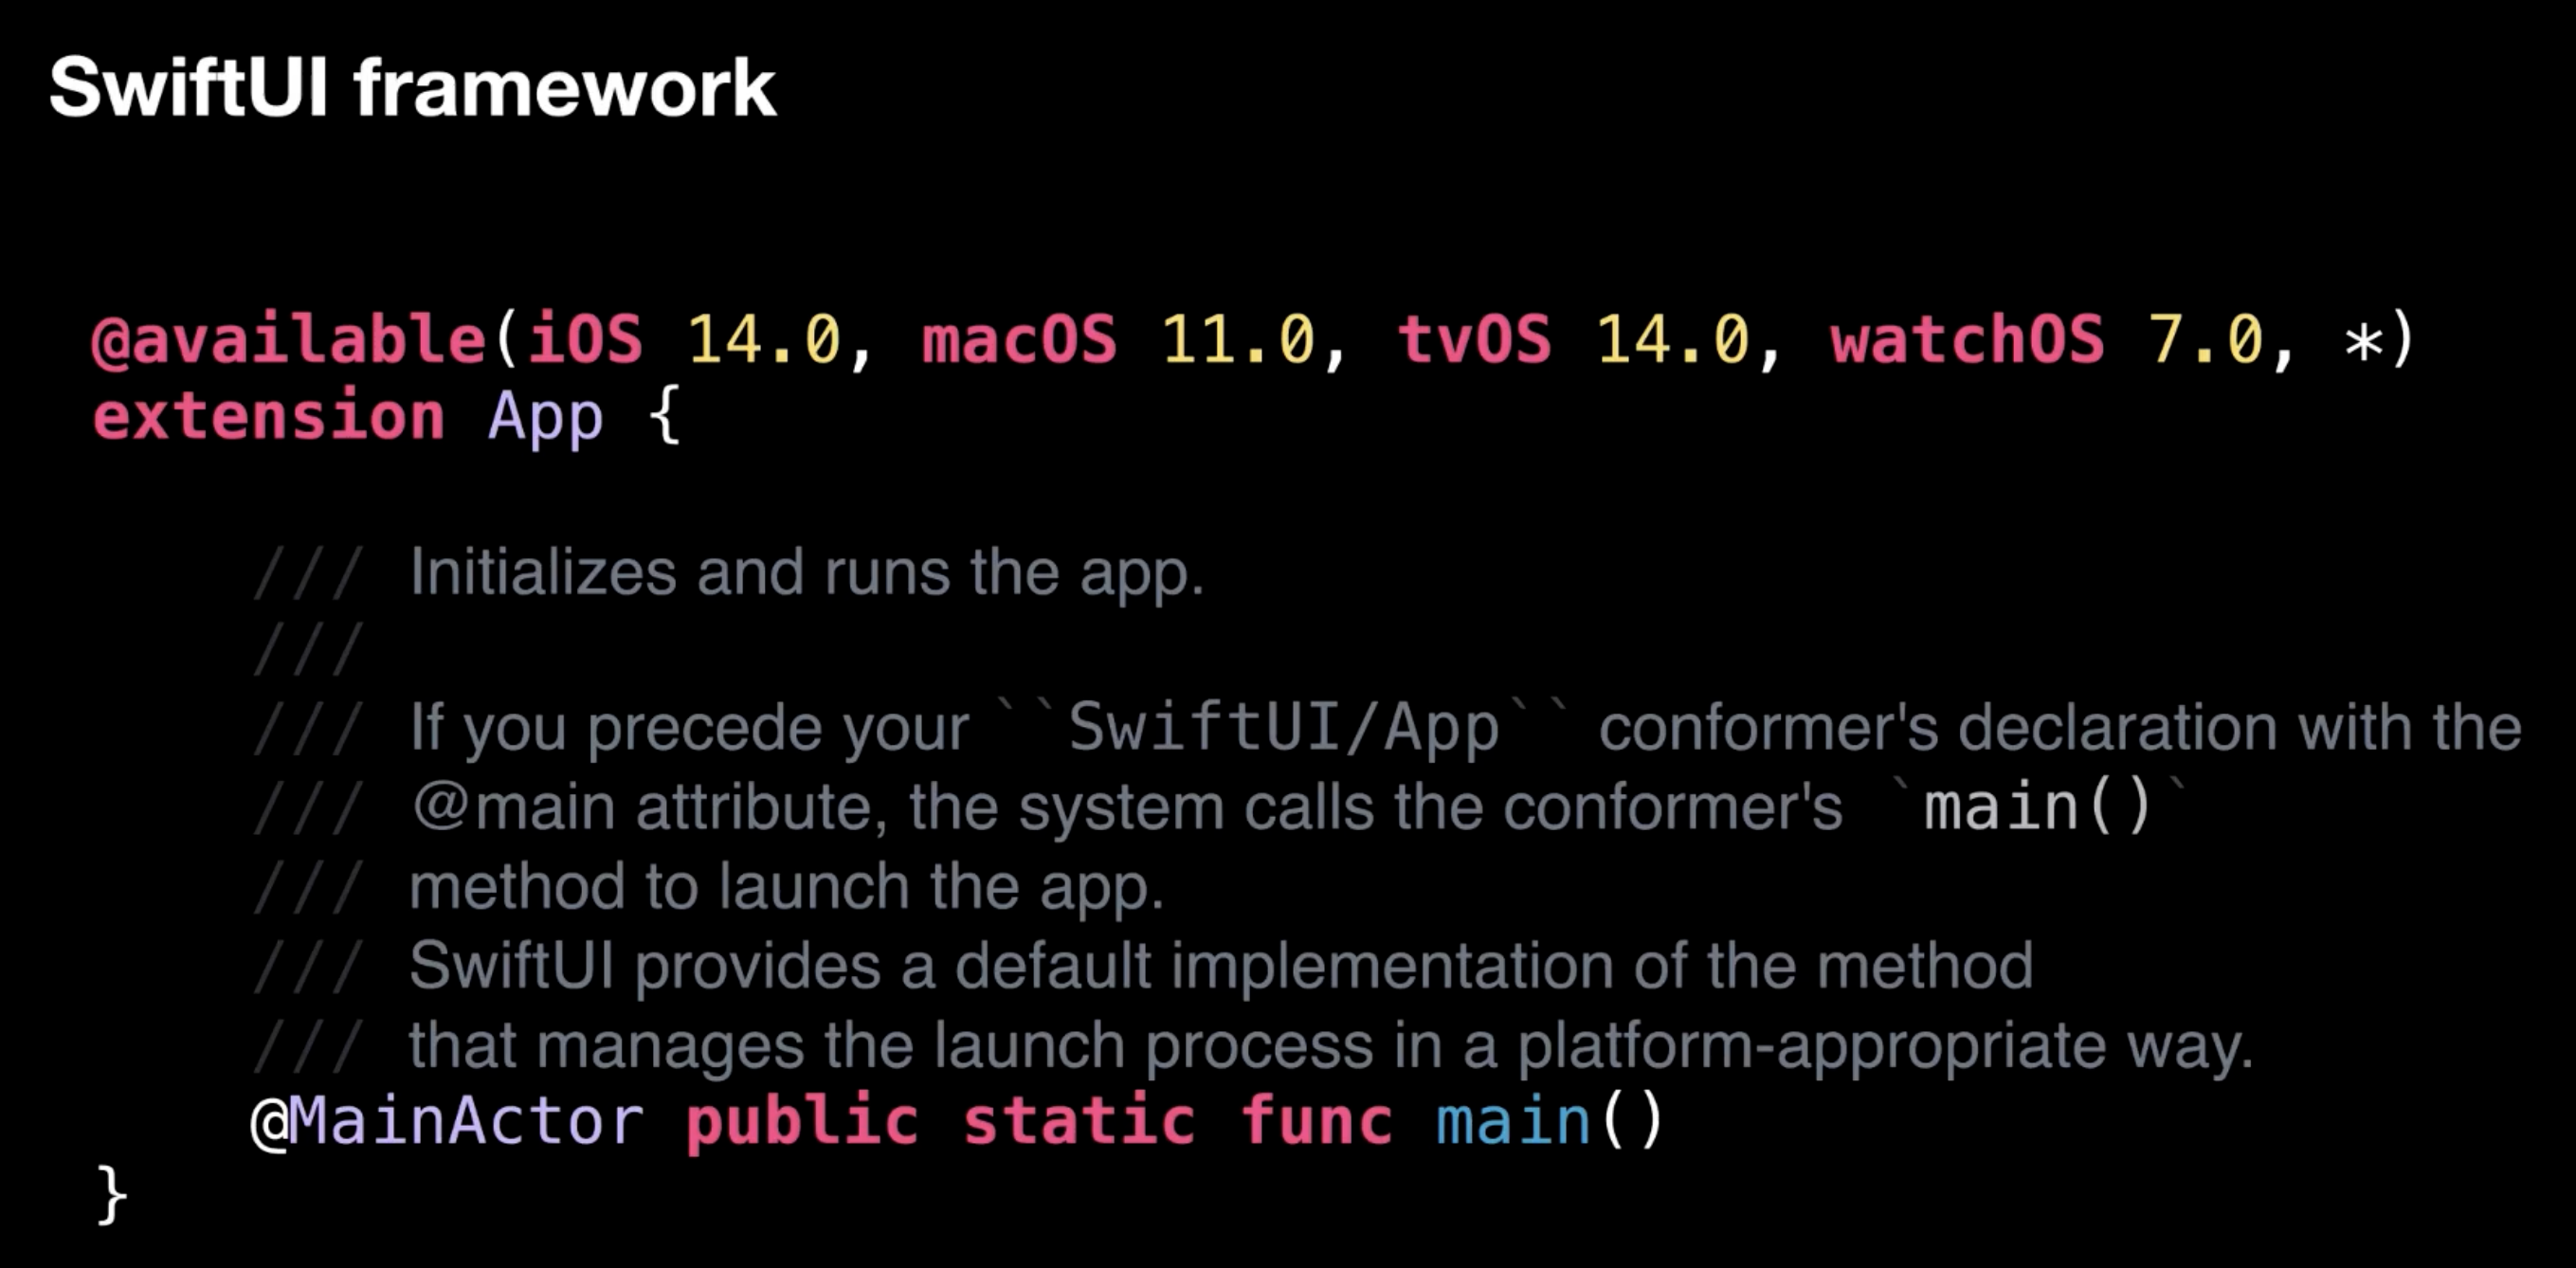 SwiftUI framework
@available(iOS 14.0, macOS 11.0, tvOS 14.0, watchOS 7.0, *)
extension App {
/// Initializes and runs the app.
///
/// If you precede your ``SwiftUI/App`` conformer's declaration with the
/// @main attribute, the system calls the conformer's `main()`
/// method to launch the app.
/// SwiftUI provides a default implementation of the method
/// that manages the launch process in a platform-appropriate way.
@MainActor public static func main()
}